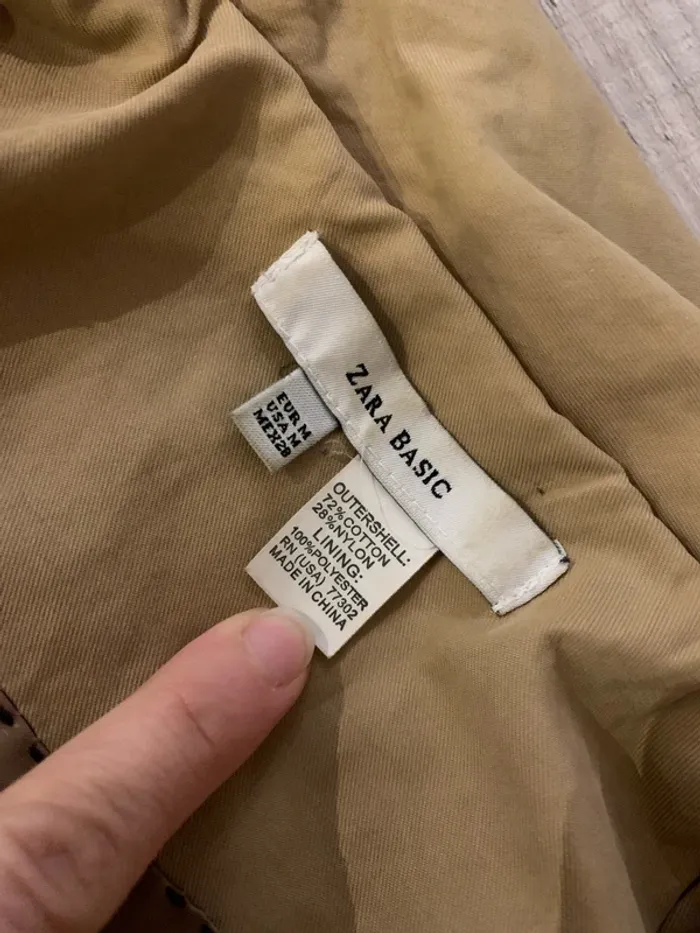 ZARA BASIC
EUR M
USA M
MEX 28
OUTERSHELL:
72%COTTON
28%NYLON
LINING:
100%POLYESTER
RN (USA) 77302
MADE IN CHINA